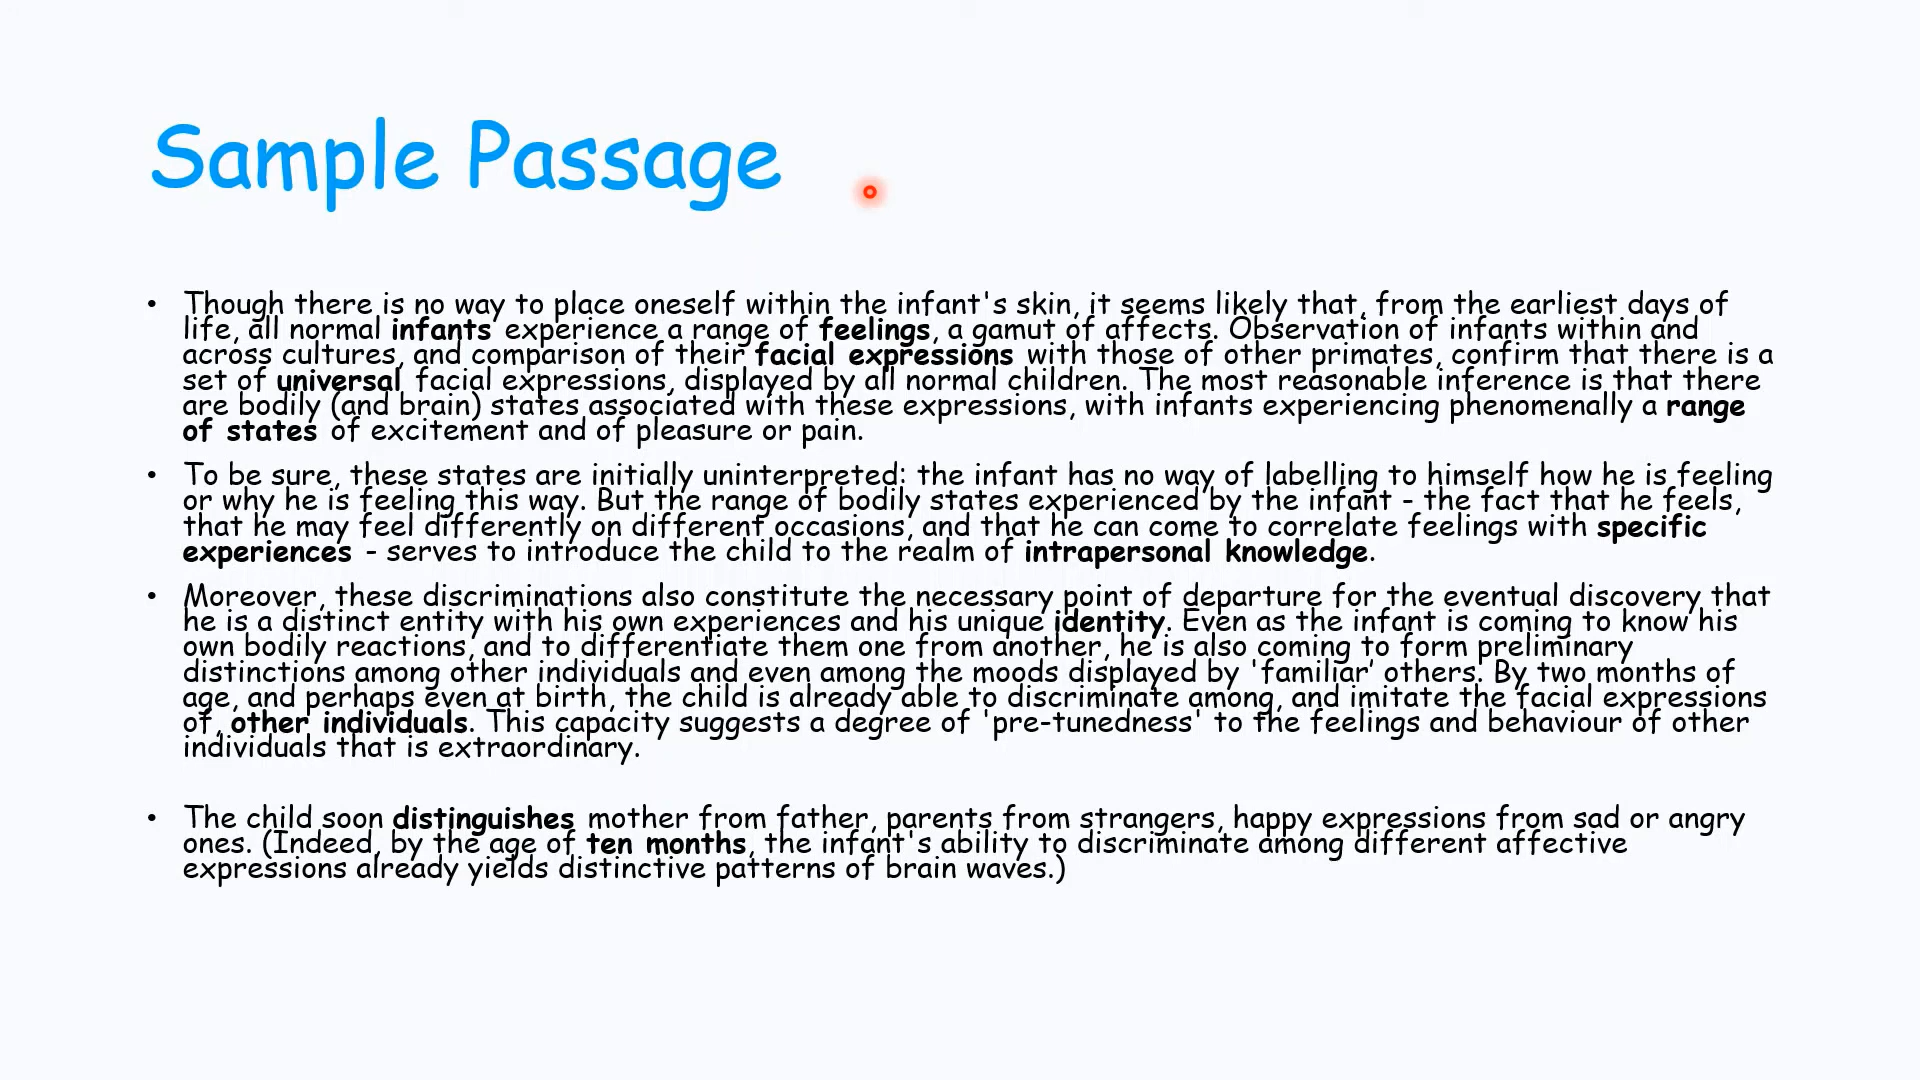 Sample Passage
• Though there is no way to place oneself within the infant's skin, it seems likely that, from the earliest days of
life, all normal infants experience a range of feelings, a gamut of affects. Observation of infants within and
across cultures, and comparison of their facial expressions with those of other primates, confirm that there is a
set of universal facial expressions, displayed by all normal children. The most reasonable inference is that there
are bodily (and brain) states associated with these expressions, with infants experiencing phenomenally a range
of states of excitement and of pleasure or pain.
• To be sure, these states are initially uninterpreted: the infant has no way of labelling to himself how he is feeling
or why he is feeling this way. But the range of bodily states experienced by the infant - the fact that he feels,
that he may feel differently on different occasions, and that he can come to correlate feelings with specific
experiences - serves to introduce the child to the realm of intrapersonal knowledge.
• Moreover, these discriminations also constitute the necessary point of departure for the eventual discovery that
he is a distinct entity with his own experiences and his unique identity. Even as the infant is coming to know his
own bodily reactions, and to differentiate them one from another, he is also coming to form preliminary
distinctions among other individuals and even among the moods displayed by 'familiar’ others. By two months of
age, and perhaps even at birth, the child is already able to discriminate among, and imitate the facial expressions
of, other individuals. This capacity suggests a degree of 'pre-tunedness' to the feelings and behaviour of other
individuals that is extraordinary.
• The child soon distinguishes mother from father, parents from strangers, happy expressions from sad or angry
ones. (Indeed, by the age of ten months, the infant's ability to discriminate among different affective
expressions already yields distinctive patterns of brain waves.)